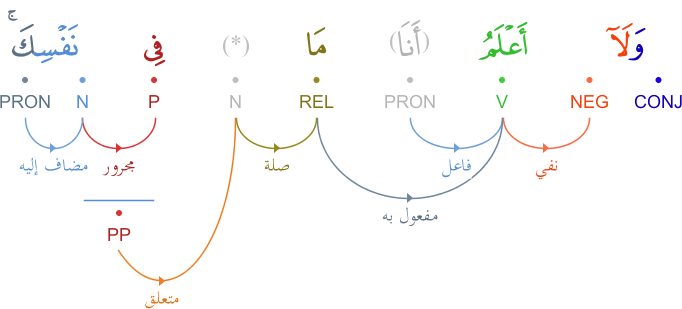 وَلَآ أَعْلَمُ (أَنَا) مَا (*) فِى نَفْسِكَ ۚ
CONJ NEG V PRON REL N P N PRON
نفي فاعل صلة مجرور مضاف إليه
مفعول به
PP
متعلق